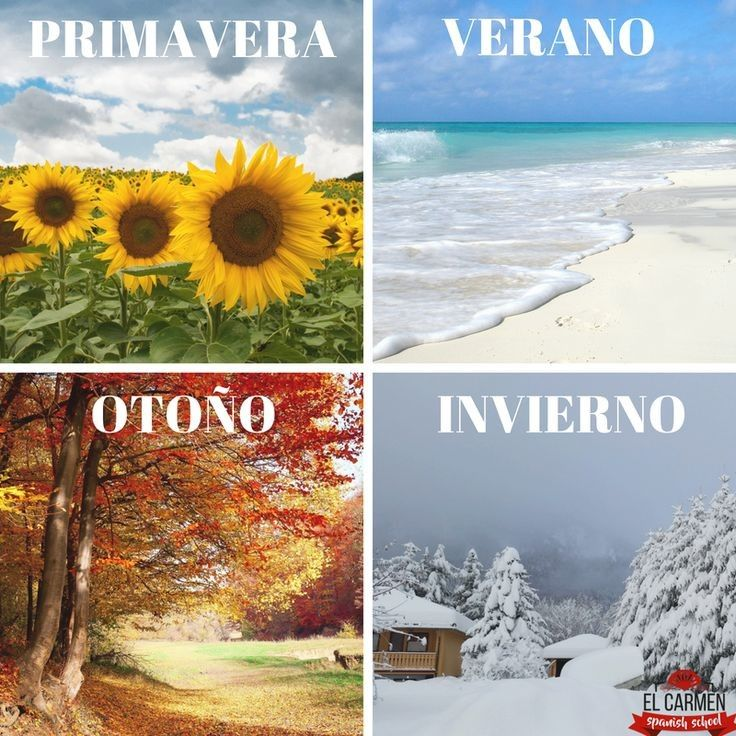 PRIMAVERA
VERANO
OTOÑO
INVIERNO
EL CARMEN
spanish school